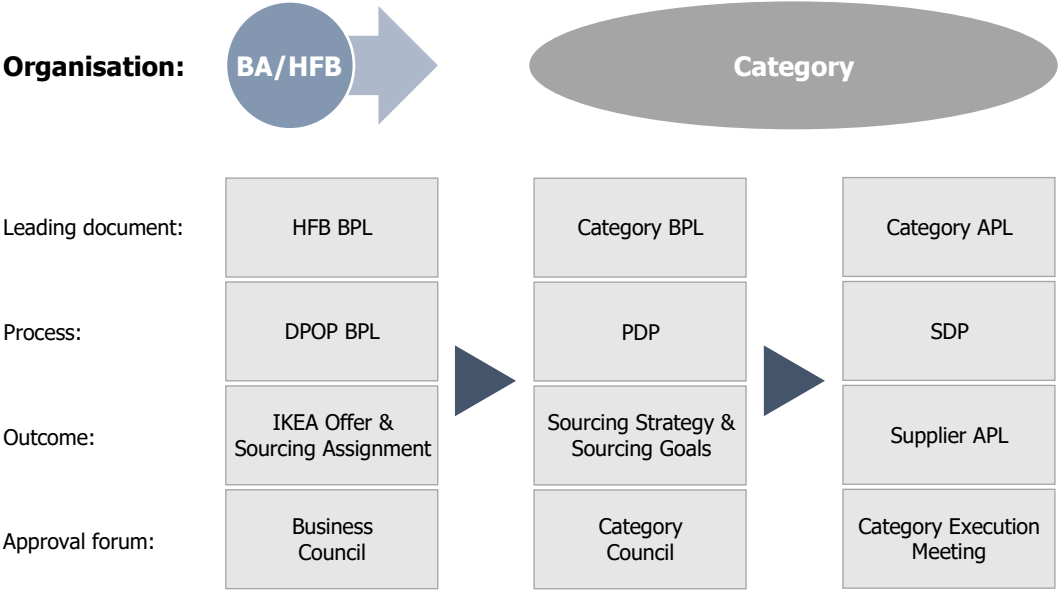 Organisation:
BA/HFB
Category
Leading document:
HFB BPL
Category BPL
Category APL
Process:
DPOP BPL
PDP
SDP
Outcome:
IKEA Offer &
Sourcing Assignment
Sourcing Strategy &
Sourcing Goals
Supplier APL
Approval forum:
Business
Council
Category
Council
Category Execution
Meeting